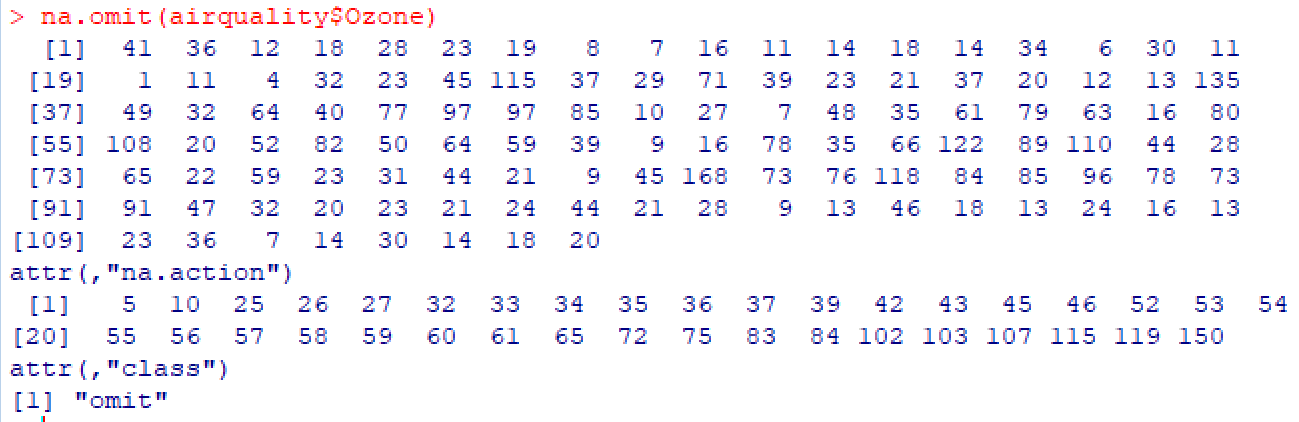 > na.omit(airquality$Ozone)
[1] 41 36 12 18 28 23 19 8 7 16 11 14 18 14 34 6 30 11
[19] 1 11 4 32 23 45 115 37 29 71 39 23 21 37 20 12 13 135
[37] 49 32 64 40 77 97 97 85 10 27 7 48 35 61 79 63 16 80
[55] 108 20 52 82 50 64 59 39 9 16 78 35 66 122 89 110 44 28
[73] 65 22 59 23 31 44 21 9 45 168 73 76 118 84 85 96 78 73
[91] 91 47 32 20 23 21 24 44 21 28 9 13 46 18 13 24 16 13
[109] 23 36 7 14 30 14 18 20
attr(,"na.action")
[1] 5 10 25 26 27 32 33 34 35 36 37 39 42 43 45 46 52 53 54
[20] 55 56 57 58 59 60 61 65 72 75 83 84 102 103 107 115 119 150
attr(,"class")
[1] "omit"